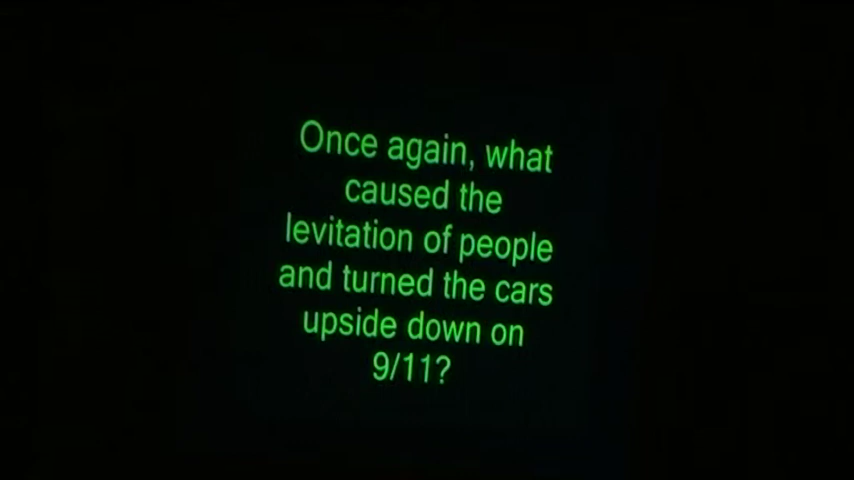 Once again, what
caused the
levitation of people
and turned the cars
upside down on
9/11?